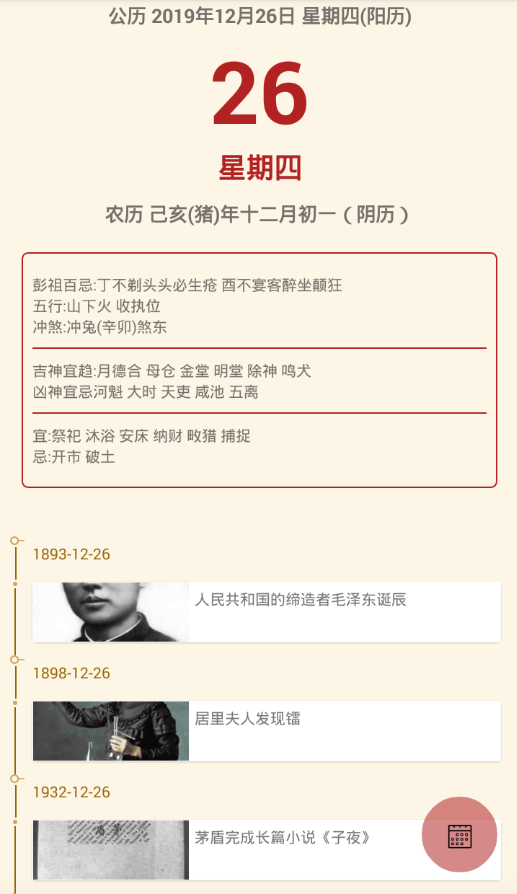 公历 2019年12月26日 星期四(阳历)
26
星期四
农历 己亥(猪)年十二月初一（阴历）
彭祖百忌:丁不剃头头必生疮 酉不宴客醉坐颠狂
五行:山下火 收执位
冲煞:冲兔(辛卯)煞东
吉神宜趋:月德合 母仓 金堂 明堂 除神 鸣犬
凶神宜忌河魁 大时 天吏 咸池 五离
宜:祭祀 沐浴 安床 纳财 畋猎 捕捉
忌:开市 破土
1893-12-26
人民共和国的缔造者毛泽东诞辰
1898-12-26
居里夫人发现镭
1932-12-26
茅盾完成长篇小说《子夜》